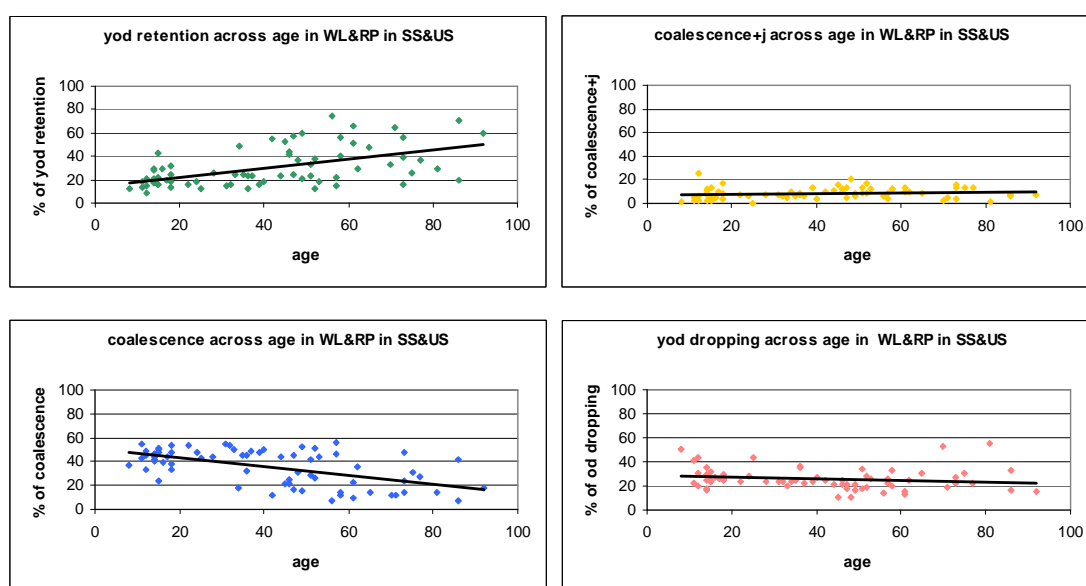 yod retention across age in WL&RP in SS&US
% of yod retention
100
80
60
40
20
0
0 20 40 60 80 100
age
coalescence+j across age in WL&RP in SS&US
% of coalescence+j
100
80
60
40
20
0
0 20 40 60 80 100
age
coalescence across age in WL&RP in SS&US
% of coalescence
100
80
60
40
20
0
0 20 40 60 80 100
age
yod dropping across age in WL&RP in SS&US
% of od dropping
100
80
60
40
20
0
0 20 40 60 80 100
age